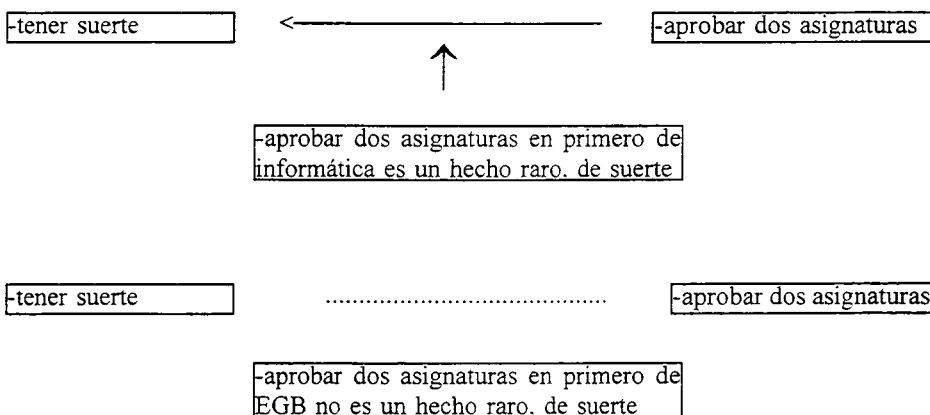 -tener suerte
-aprobar dos asignaturas
-aprobar dos asignaturas en primero de
informática es un hecho raro. de suerte
-tener suerte
-aprobar dos asignaturas
-aprobar dos asignaturas en primero de
EGB no es un hecho raro. de suerte